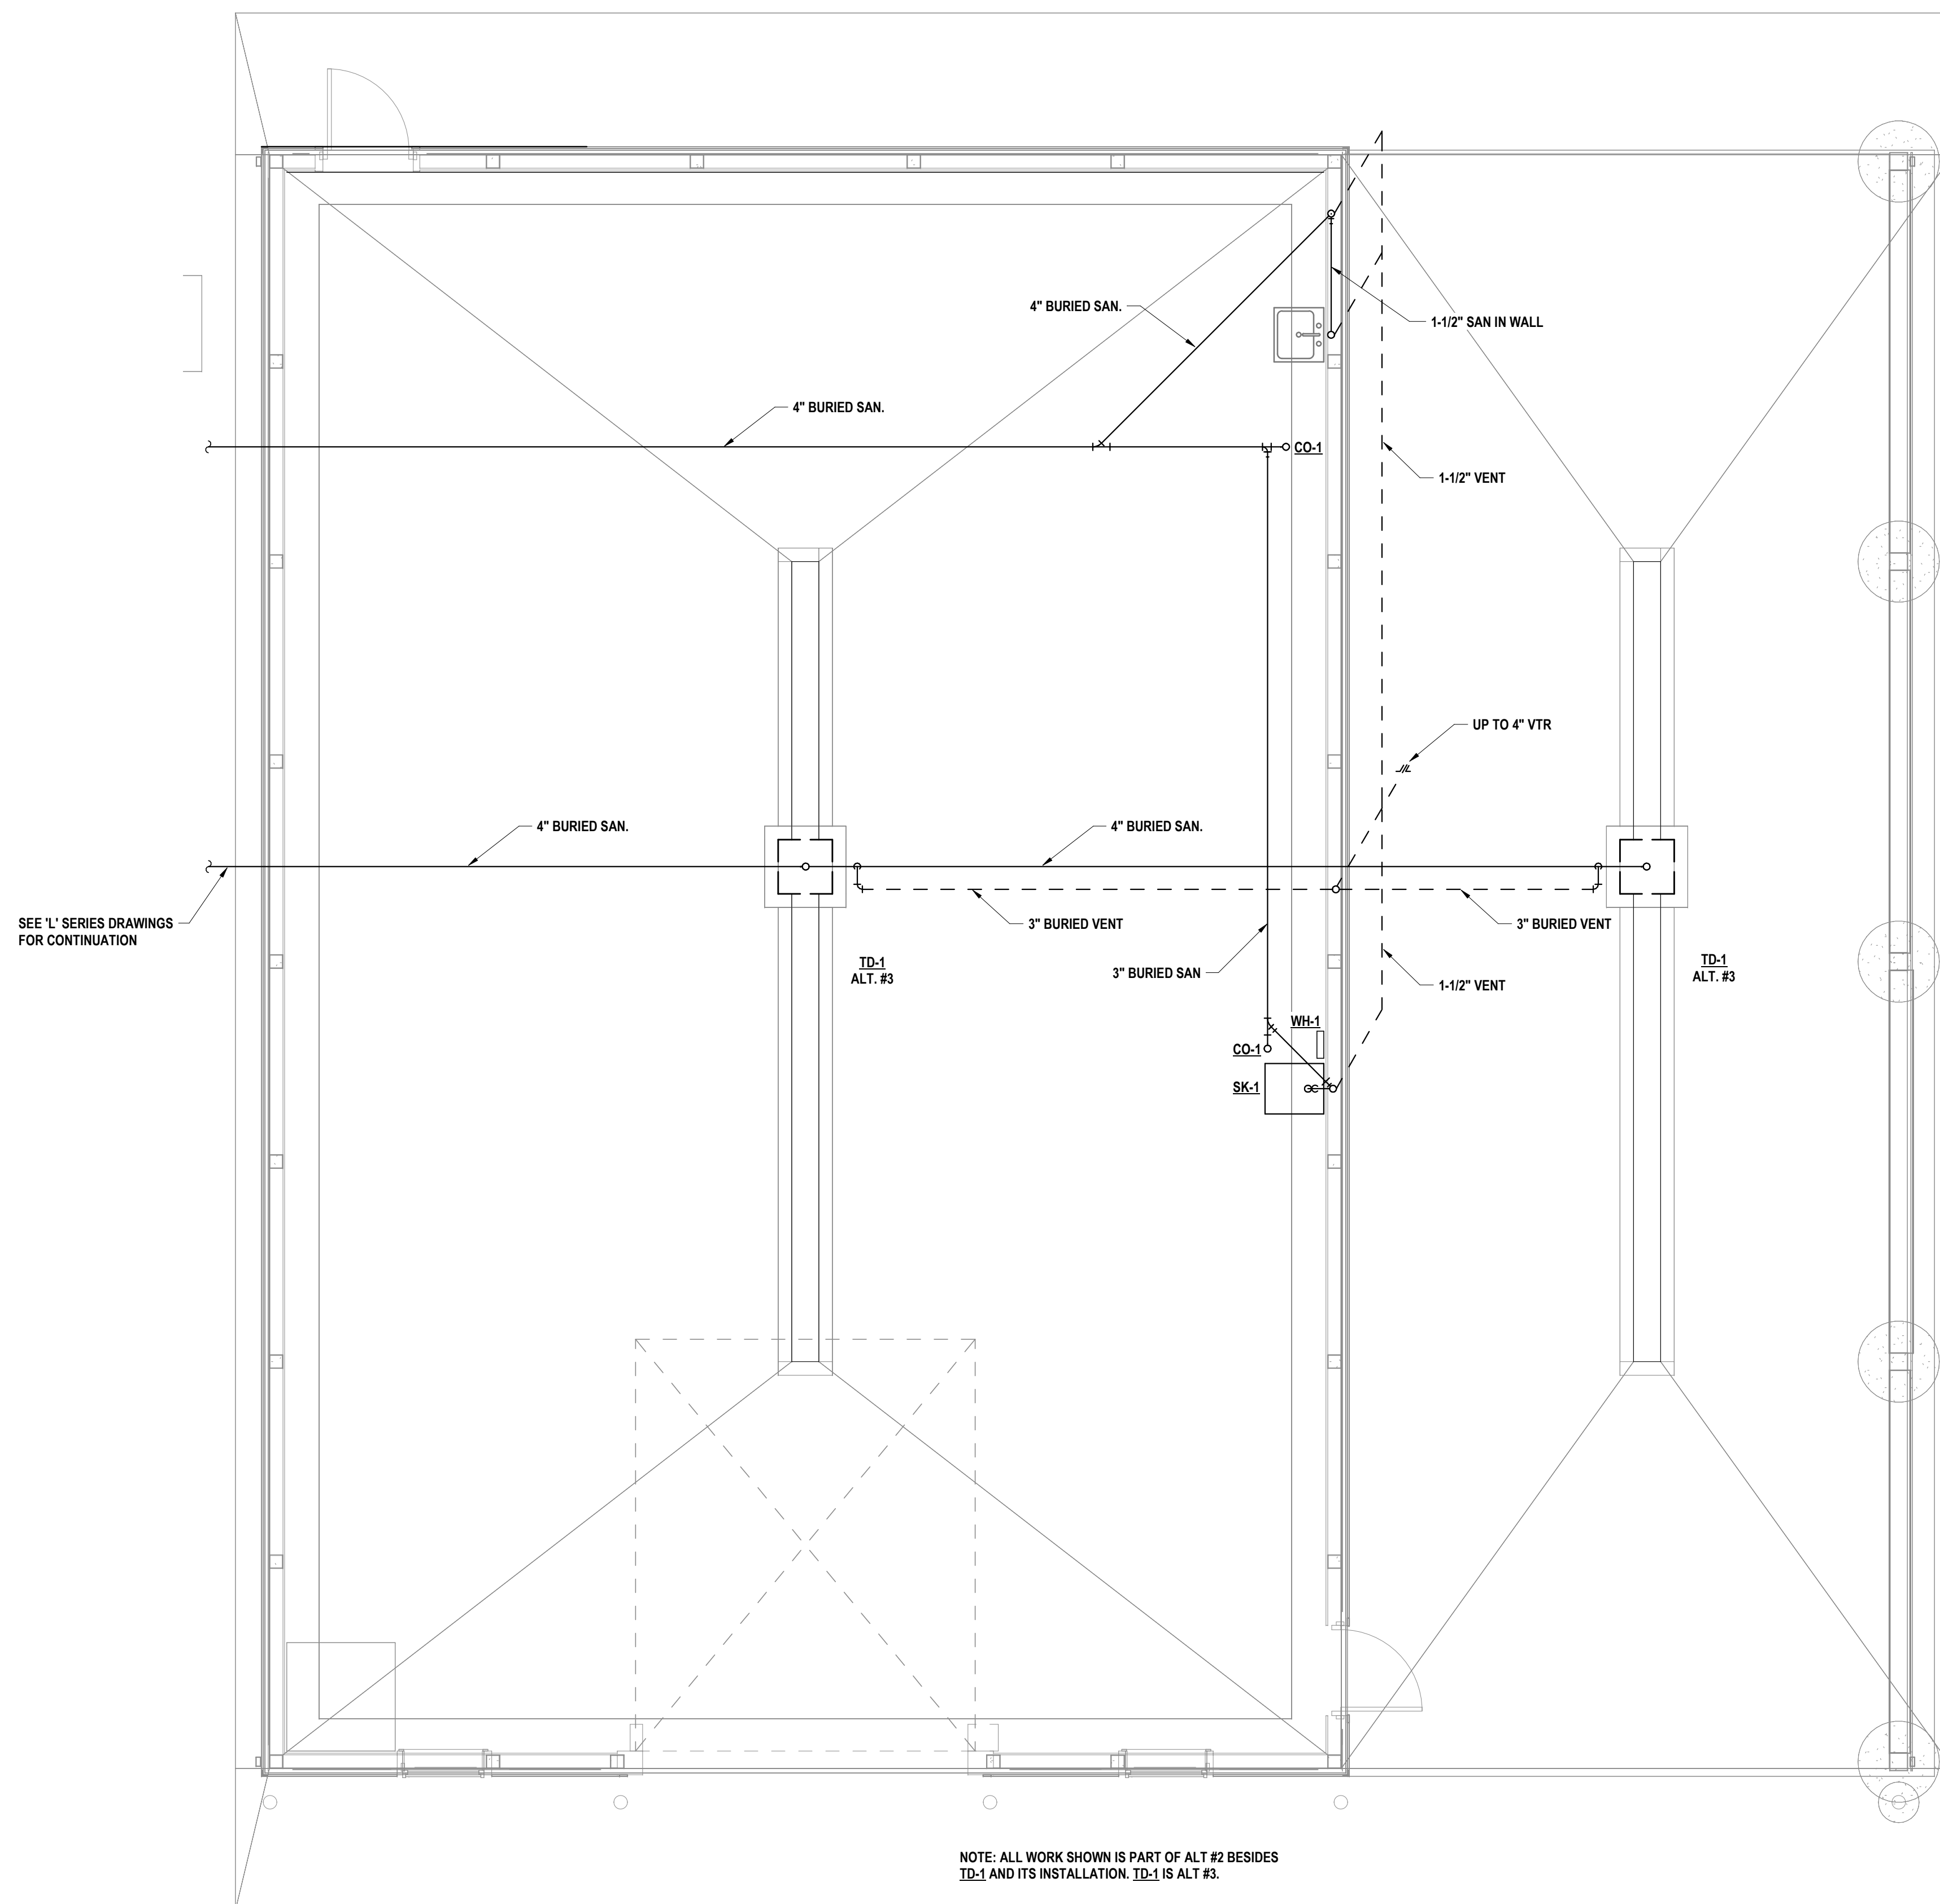 4" BURIED SAN.
1-1/2" SAN IN WALL
4" BURIED SAN.
CO-1
1-1/2" VENT
UP TO 4" VTR
4" BURIED SAN.
4" BURIED SAN.
SEE 'L' SERIES DRAWINGS
FOR CONTINUATION
3" BURIED VENT
3" BURIED VENT
TD-1
ALT. #3
3" BURIED SAN
TD-1
ALT. #3
1-1/2" VENT
WH-1
CO-1
SK-1
NOTE: ALL WORK SHOWN IS PART OF ALT #2 BESIDES
TD-1 AND ITS INSTALLATION. TD-1 IS ALT #3.